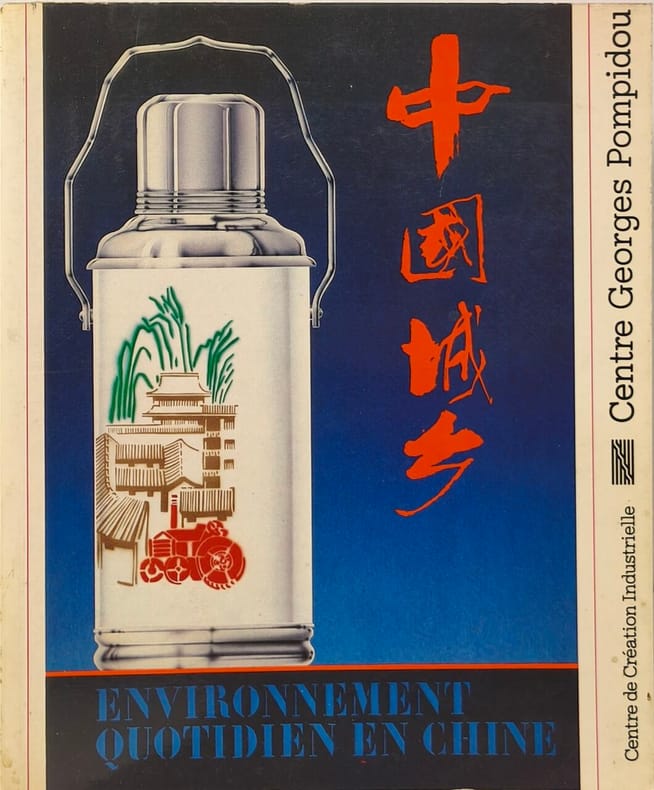 中國城乡
ENVIRONNEMENT
QUOTIDIEN EN CHINE
Centre de Création Industrielle
Centre Georges Pompidou